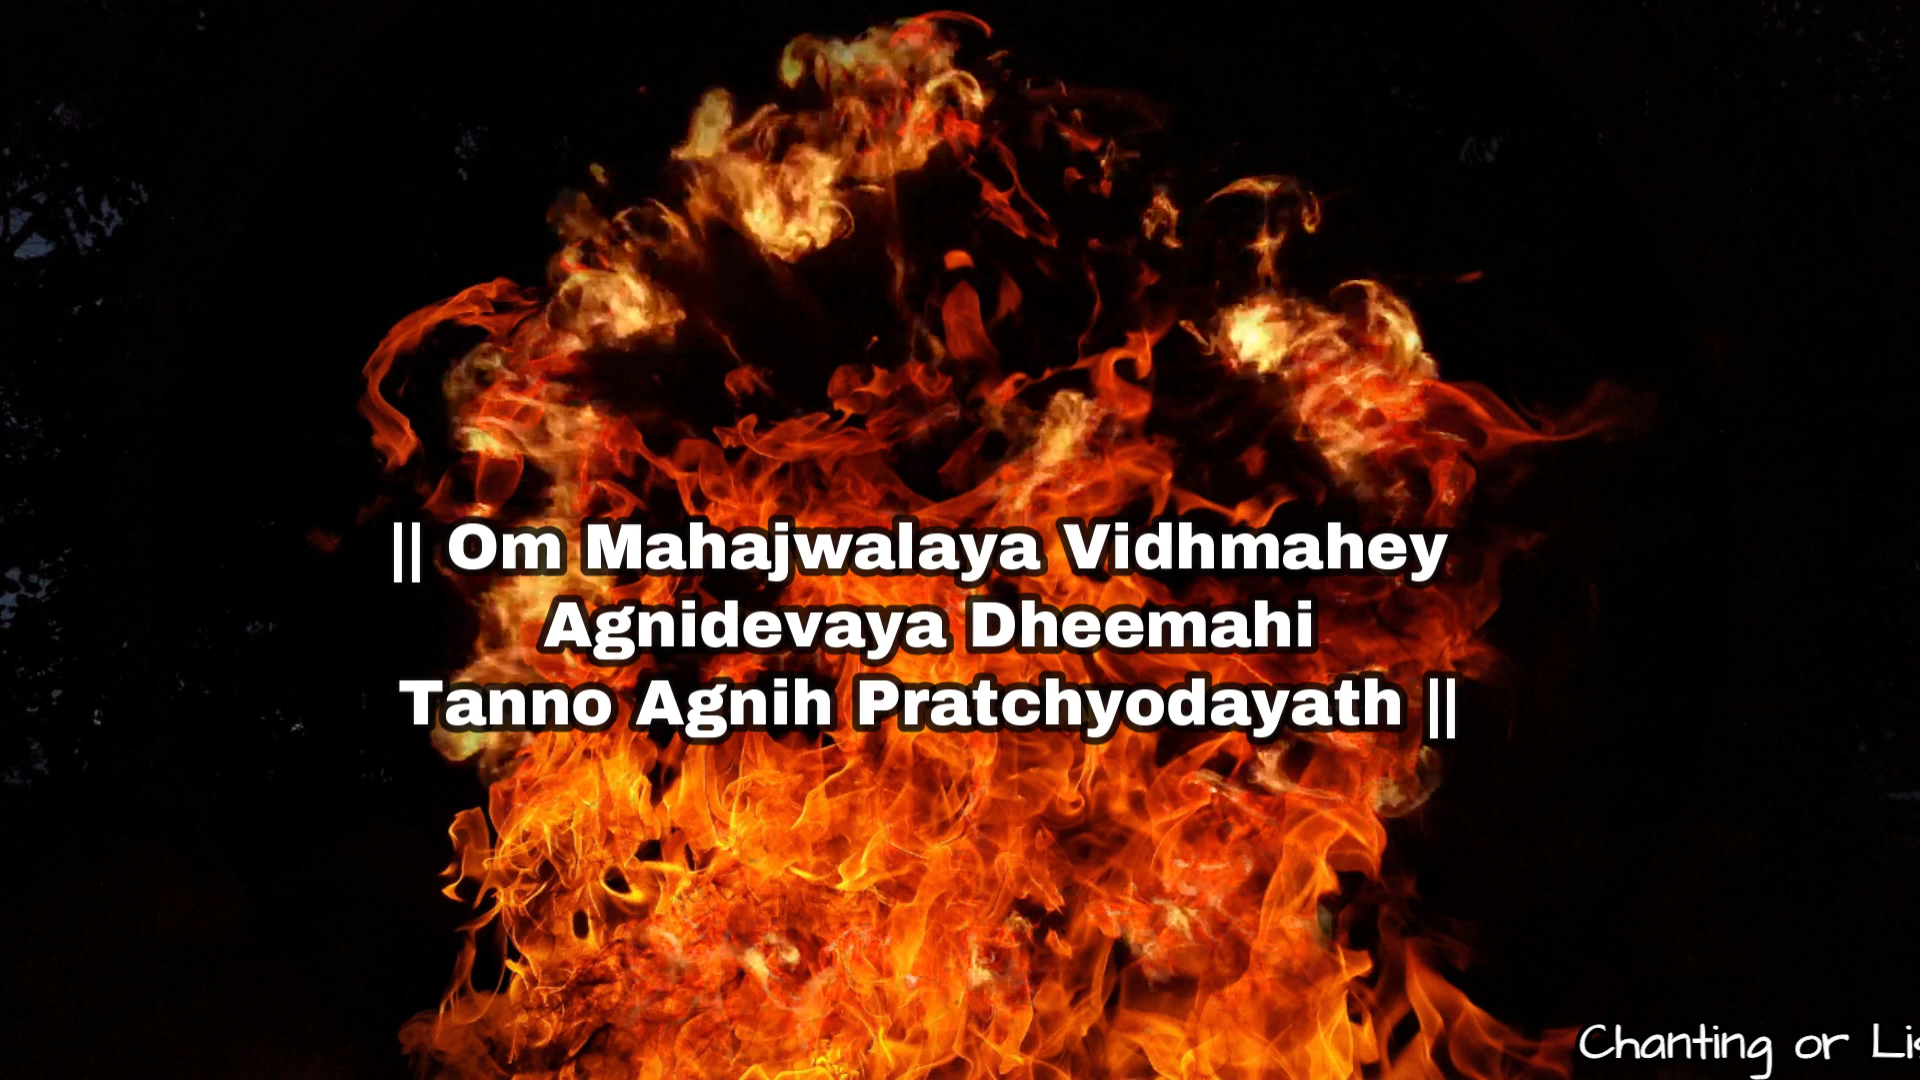 || Om Mahajwalaya Vidhmahey
Agnidevaya Dheemahi
Tanno Agnih Pratchyodayath ||
Chanting or